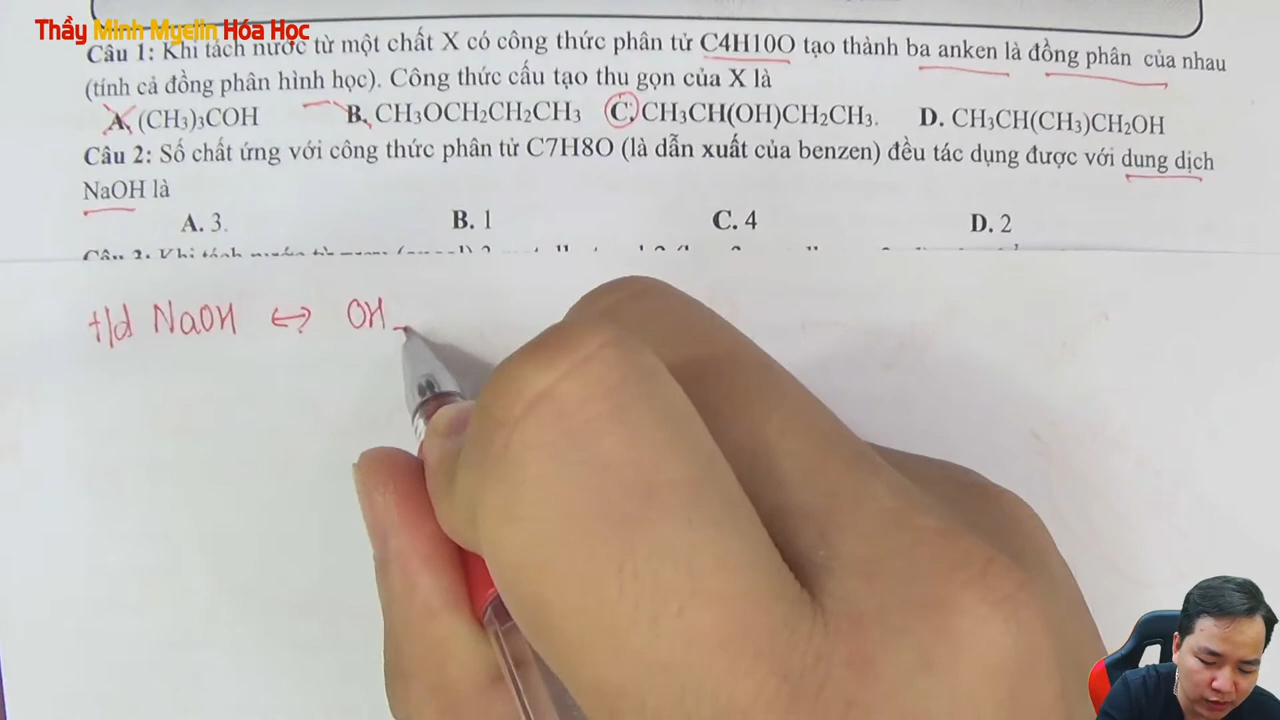 Thầy Minh Myelin Hóa Học
Câu 1: Khi tách nước từ một chất X có công thức phân tử C4H10O tạo thành ba anken là đồng phân của nhau
(tính cả đồng phân hình học). Công thức cấu tạo thu gọn của X là
A. (CH3)3COH B. CH3OCH2CH2CH3 C. CH3CH(OH)CH2CH3. D. CH3CH(CH3)CH2OH
Câu 2: Số chất ứng với công thức phân tử C7H8O (là dẫn xuất của benzen) đều tác dụng được với dung dịch
NaOH là
A. 3. B. 1 C. 4 D. 2
t/d NaOH ⟷ OH